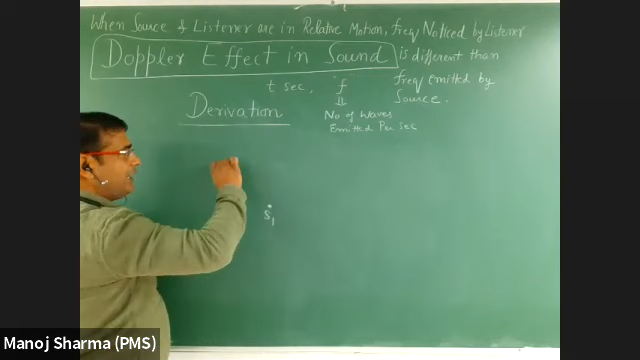 When Source & Listener are in Relative Motion, freq Noticed by Listener
Doppler Effect in Sound is different than
freq emitted by
Source.
t sec, f
Derivation
No of Waves
Emitted Per sec
S1
Manoj Sharma (PMS)